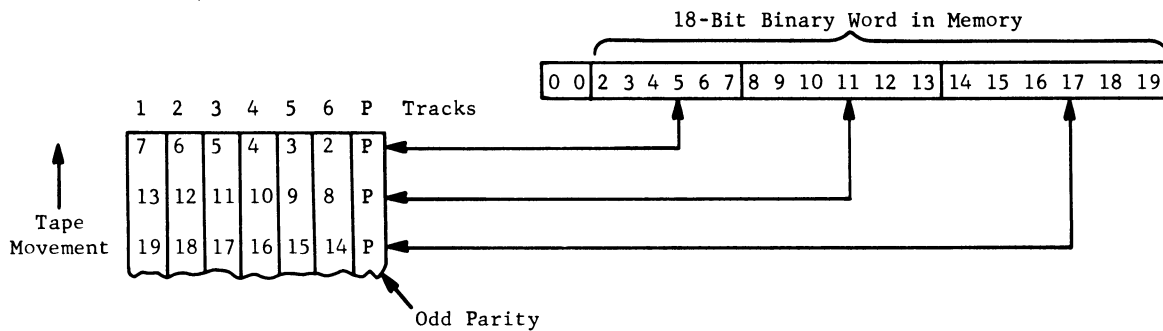 18-Bit Binary Word in Memory
0 0 2 3 4 5 6 7 8 9 10 11 12 13 14 15 16 17 18 19
1 2 3 4 5 6 P Tracks
7 6 5 4 3 2 P
13 12 11 10 9 8 P
Tape
Movement
19 18 17 16 15 14 P
Odd Parity